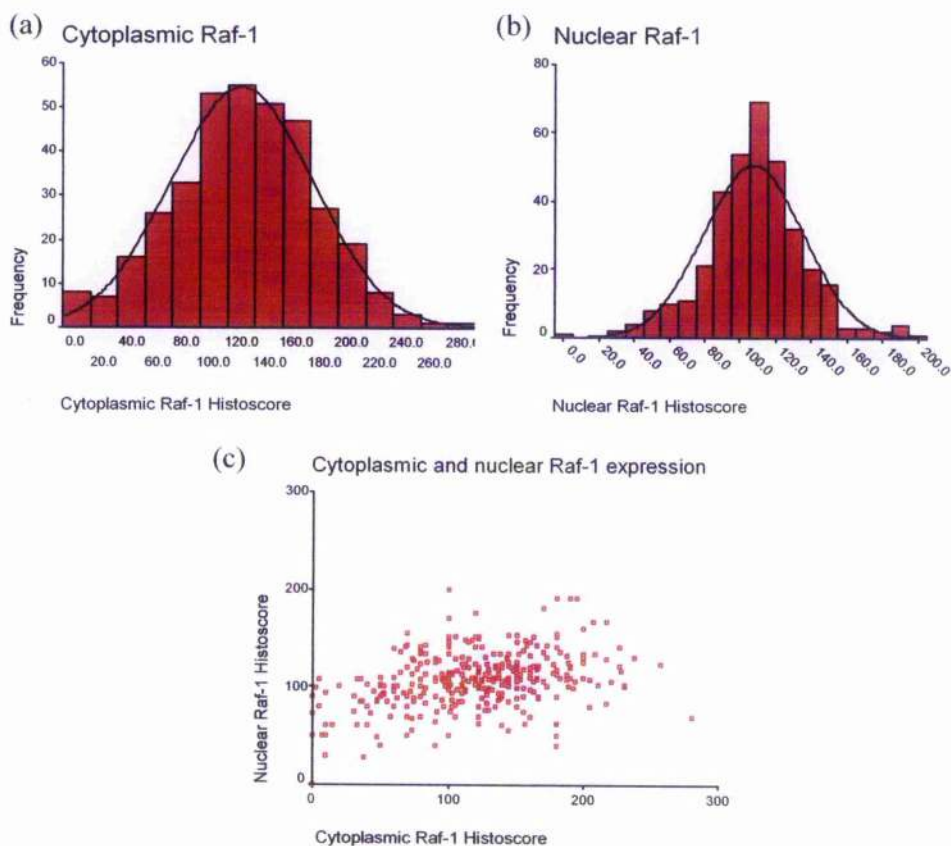 (a) Cytoplasmic Raf-1
60
50
40
30
20
10
0
Frequency
0.0 40.0 80.0 120.0 160.0 200.0 240.0 280.0
20.0 60.0 100.0 140.0 180.0 220.0 260.0
Cytoplasmic Raf-1 Histoscore
(b) Nuclear Raf-1
80
60
40
20
0
Frequency
0.0 20.0 40.0 60.0 80.0 100.0 120.0 140.0 160.0 180.0 200.0
Nuclear Raf-1 Histoscore
(c) Cytoplasmic and nuclear Raf-1 expression
300
200
100
0
Nuclear Raf-1 Histoscore
0 100 200 300
Cytoplasmic Raf-1 Histoscore